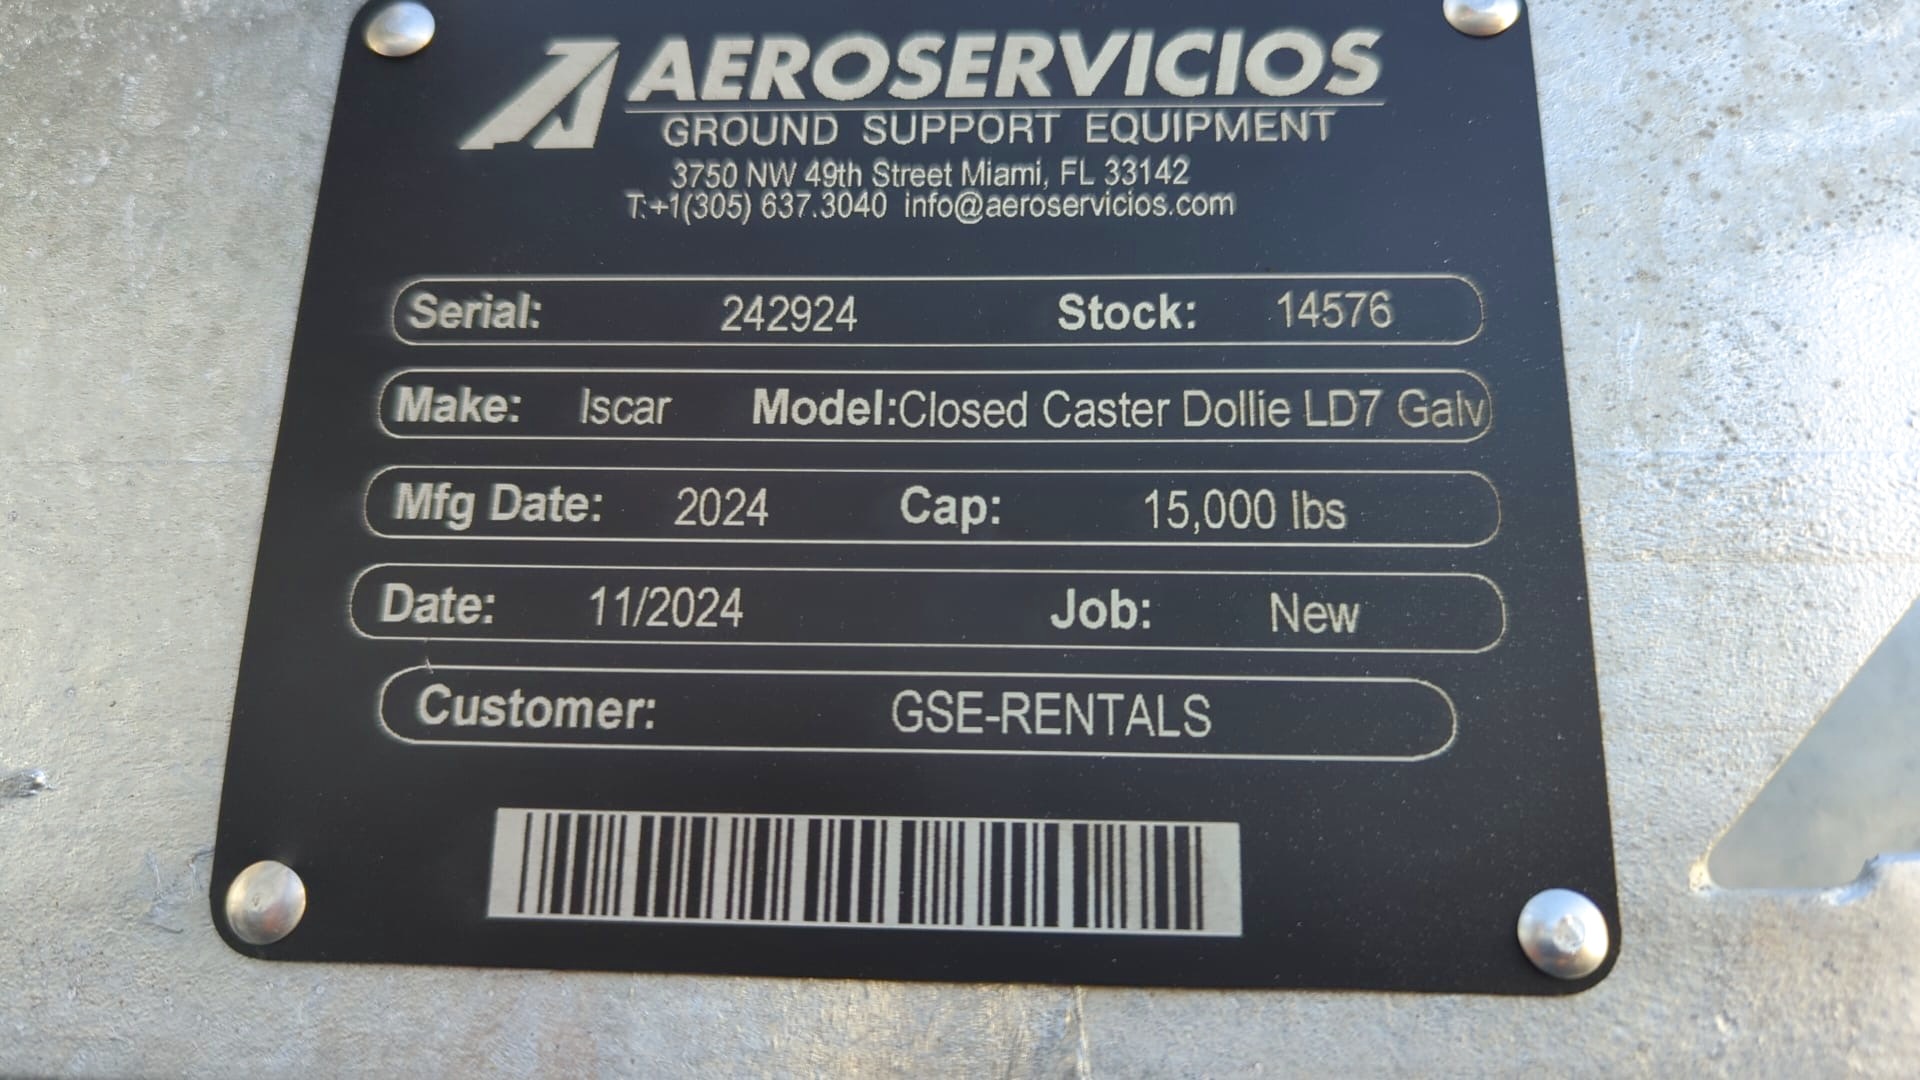 AEROSERVICIOS
GROUND SUPPORT EQUIPMENT
3750 NW 49th Street Miami, FL 33142
T:+1(305) 637.3040 info@aeroservicios.com
Serial: 242924 Stock: 14576
Make: Iscar Model:Closed Caster Dollie LD7 Galv
Mfg Date: 2024 Cap: 15,000 lbs
Date: 11/2024 Job: New
Customer: GSE-RENTALS